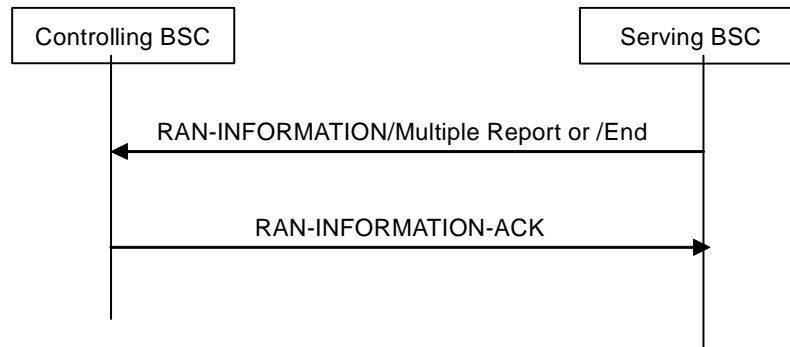 Controlling BSC
Serving BSC
RAN-INFORMATION/Multiple Report or /End
RAN-INFORMATION-ACK